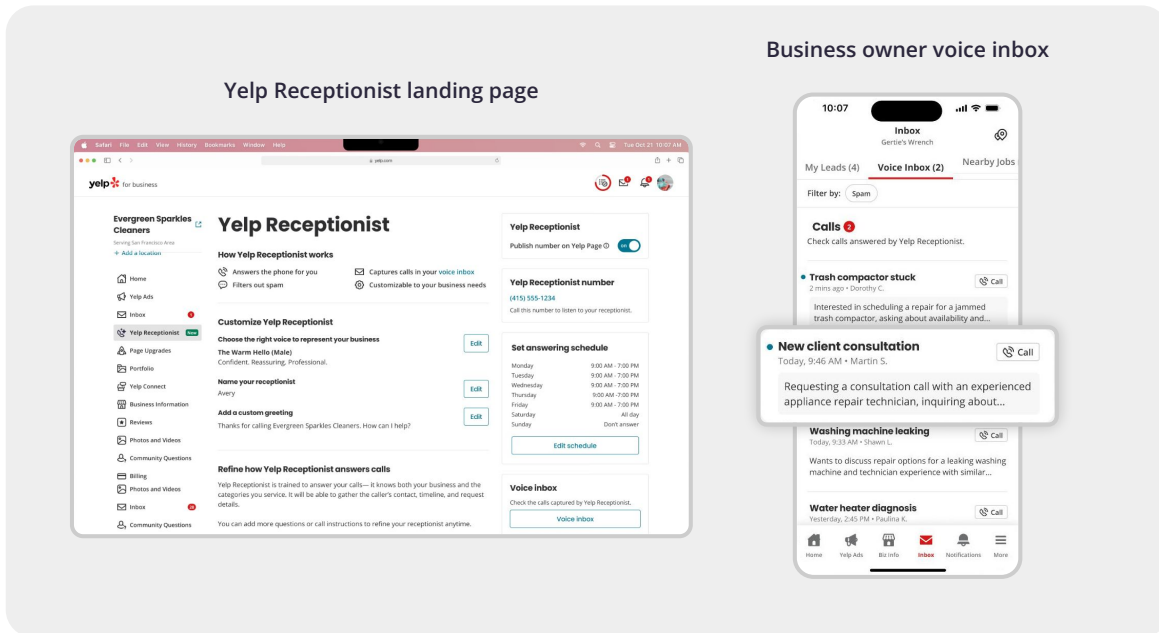 Yelp Receptionist landing page
Safari File Edit View History Bookmarks Window Help
Tue Oct 21 10:07 AM
yelp.com
yelp for business
Evergreen Sparkles
Cleaners
Serving San Francisco Area
+ Add a location
Home
Yelp Ads
Inbox 1
Yelp Receptionist New
Page Upgrades
Portfolio
Yelp Connect
Business Information
Reviews
Photos and Videos
Community Questions
Billing
Photos and Videos
Inbox
Community Questions
Yelp Receptionist
How Yelp Receptionist works
Answers the phone for you
Captures calls in your voice inbox
Filters out spam
Customizable to your business needs
Customize Yelp Receptionist
Choose the right voice to represent your business
The Warm Hello (Male)
Confident. Reassuring. Professional.
Edit
Name your receptionist
Avery
Edit
Add a custom greeting
Thanks for calling Evergreen Sparkles Cleaners. How can I help?
Edit
Refine how Yelp Receptionist answers calls
Yelp Receptionist is trained to answer your calls— it knows both your business and the
categories you service. It will be able to gather the caller's contact, timeline, and request
details.
You can add more questions or call instructions to refine your receptionist anytime.
Yelp Receptionist
Publish number on Yelp Page
Yelp Receptionist number
(415) 555-1234
Call this number to listen to your receptionist.
Set answering schedule
Monday 9:00 AM - 7:00 PM
Tuesday 9:00 AM - 7:00 PM
Wednesday 9:00 AM - 7:00 PM
Thursday 9:00 AM -7:00 PM
Friday 9:00 AM - 7:00 PM
Saturday All day
Sunday Don't answer
Edit schedule
Voice inbox
Check the calls captured by Yelp Receptionist.
Voice inbox
Business owner voice inbox
10:07
Inbox
Gertie's Wrench
My Leads (4) Voice Inbox (2) Nearby Jobs
Filter by: Spam
Calls 2
Check calls answered by Yelp Receptionist.
Trash compactor stuck
Call
2 mins ago • Dorothy C.
Interested in scheduling a repair for a jammed
trash compactor, asking about availability and...
New client consultation
Call
Today, 9:46 AM • Martin S.
Requesting a consultation call with an experienced
appliance repair technician, inquiring about...
Washing machine leaking
Call
Today, 9:33 AM • Shawn L.
Wants to discuss repair options for a leaking washing
machine and technician experience with similar...
Water heater diagnosis
Call
Yesterday, 2:45 PM • Paulina K.
Home Yelp Ads Biz Info Inbox Notifications More